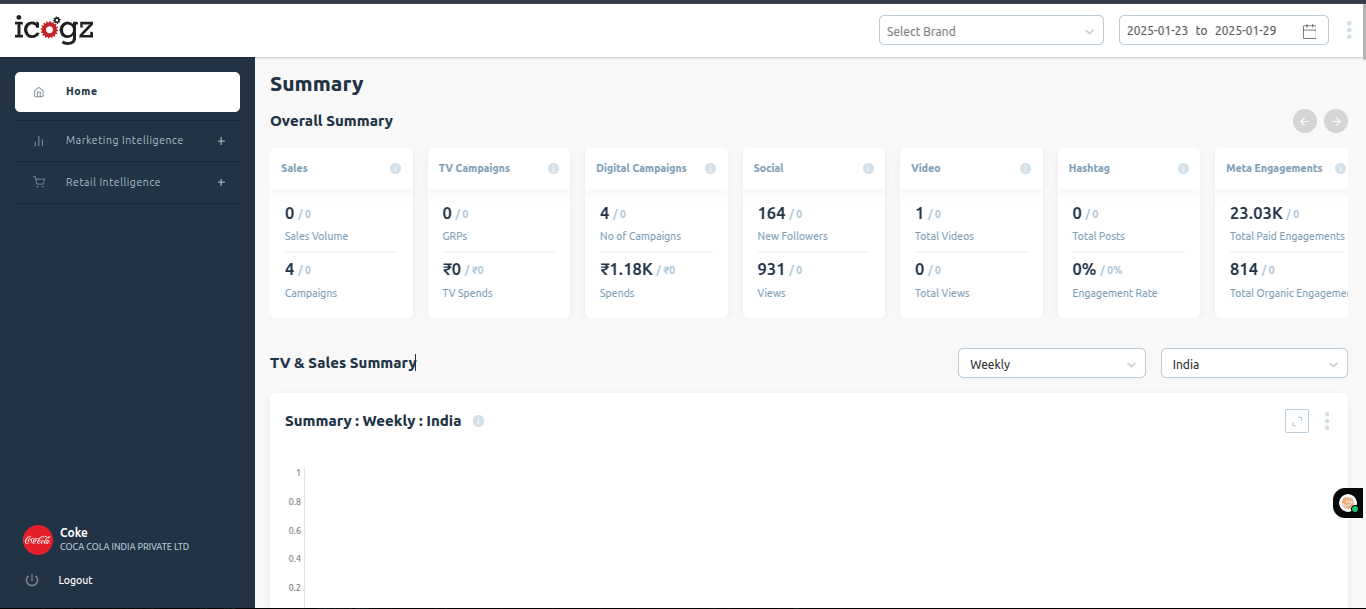 icogz
Select Brand
2025-01-23 to 2025-01-29
Home
Marketing Intelligence +
Retail Intelligence +
Coke
COCA COLA INDIA PRIVATE LTD
Logout
Summary
Overall Summary
Sales
0 / 0
Sales Volume
4 / 0
Campaigns
TV Campaigns
0 / 0
GRPs
₹0 / ₹0
TV Spends
Digital Campaigns
4 / 0
No of Campaigns
₹1.18K / ₹0
Spends
Social
164 / 0
New Followers
931 / 0
Views
Video
1 / 0
Total Videos
0 / 0
Total Views
Hashtag
0 / 0
Total Posts
0% / 0%
Engagement Rate
Meta Engagements
23.03K / 0
Total Paid Engagements
814 / 0
Total Organic Engageme
TV & Sales Summary
Weekly
India
Summary : Weekly : India
1
0.8
0.6
0.4
0.2